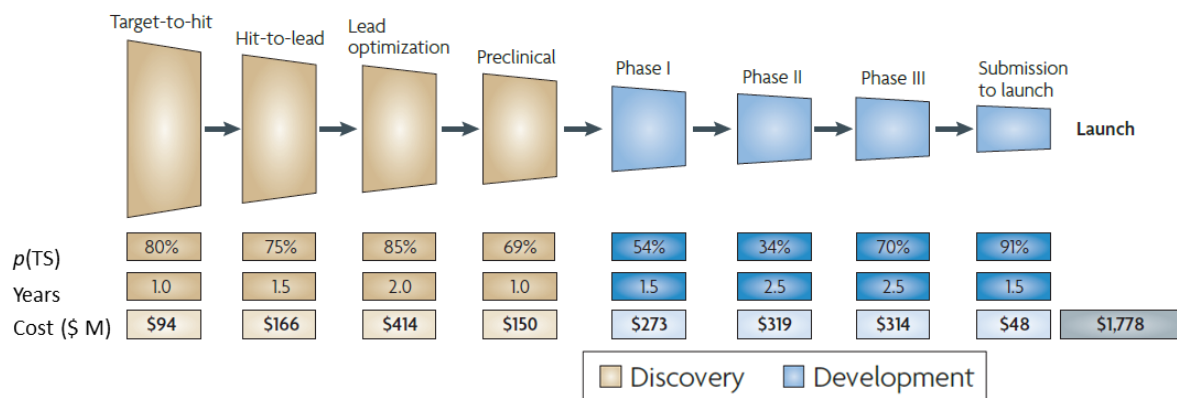 Target-to-hit
Hit-to-lead
Lead
optimization
Preclinical
Phase I
Phase II
Phase III
Submission
to launch
Launch
p(TS) 80% 75% 85% 69% 54% 34% 70% 91%
Years 1.0 1.5 2.0 1.0 1.5 2.5 2.5 1.5
Cost ($ M) $94 $166 $414 $150 $273 $319 $314 $48 $1,778
Discovery Development